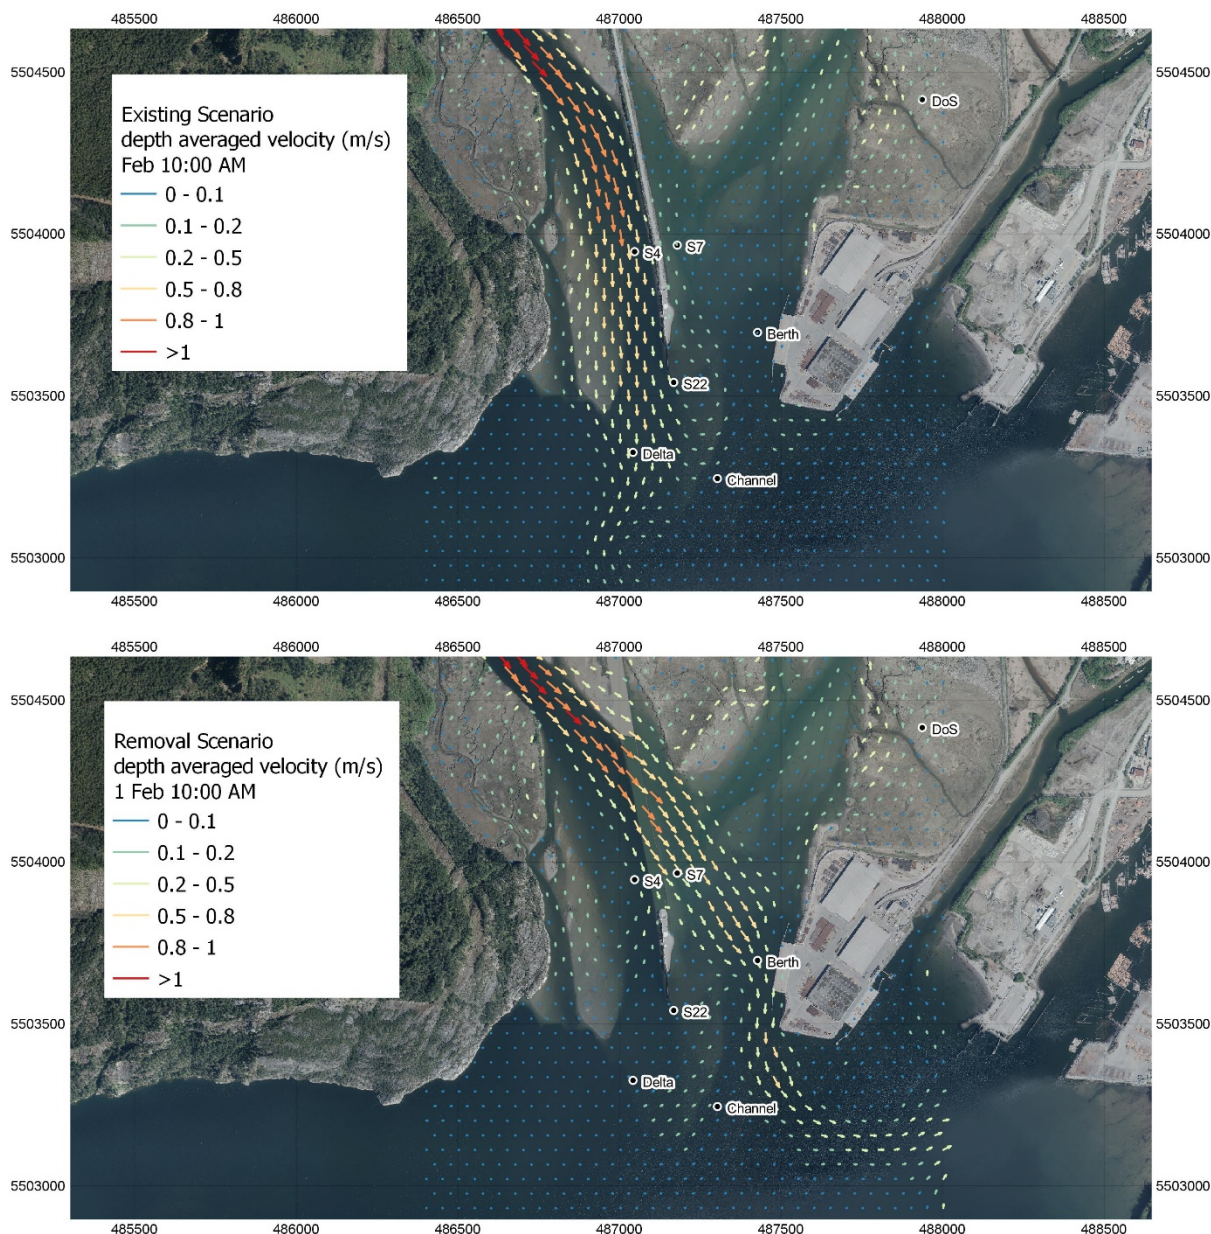 485500 486000 486500 487000 487500 488000 488500
5504500 5504500
Existing Scenario
depth averaged velocity (m/s)
Feb 10:00 AM
0 - 0.1
0.1 - 0.2
0.2 - 0.5
0.5 - 0.8
0.8 - 1
>1
DoS
5504000 5504000
S4 S7
Berth
S22
5503500 5503500
Delta
Channel
5503000 5503000
485500 486000 486500 487000 487500 488000 488500
485500 486000 486500 487000 487500 488000 488500
5504500 5504500
Removal Scenario
depth averaged velocity (m/s)
1 Feb 10:00 AM
0 - 0.1
0.1 - 0.2
0.2 - 0.5
0.5 - 0.8
0.8 - 1
>1
DoS
5504000 5504000
S4 S7
Berth
S22
5503500 5503500
Delta
Channel
5503000 5503000
485500 486000 486500 487000 487500 488000 488500